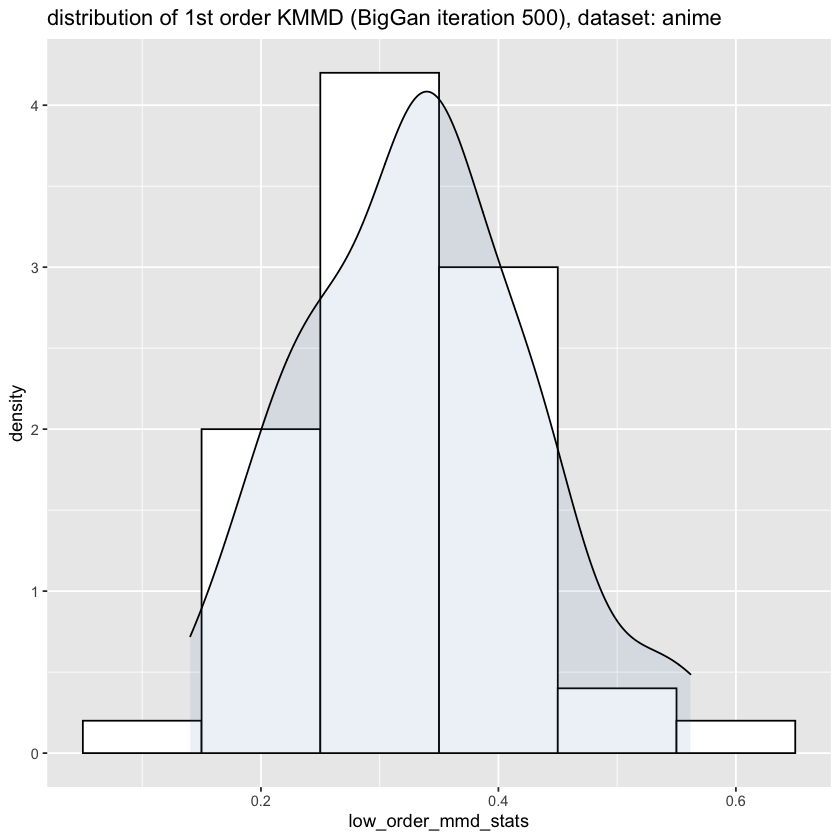 distribution of 1st order KMMD (BigGan iteration 500), dataset: anime
density
4
3
2
1
0
0.2 0.4 0.6
low_order_mmd_stats